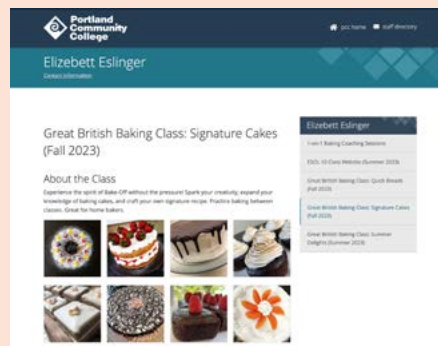 Portland
Community
College
pcc home
staff directory
Elizebett Eslinger
Contact Information
Great British Baking Class: Signature Cakes
(Fall 2023)
About the Class
Experience the spirit of Bake-Off without the pressure! Spark your creativity, expand your
knowledge of baking cakes, and craft your own signature recipe. Practice baking between
classes. Great for home bakers.
Elizebett Eslinger
1-on-1 Baking Coaching Sessions
ESOL 10 Class Website (Summer 2023)
Great British Baking Class: Quick Breads
(Fall 2023)
Great British Baking Class: Signature Cakes
(Fall 2023)
Great British Baking Class: Summer
Delights (Summer 2023)